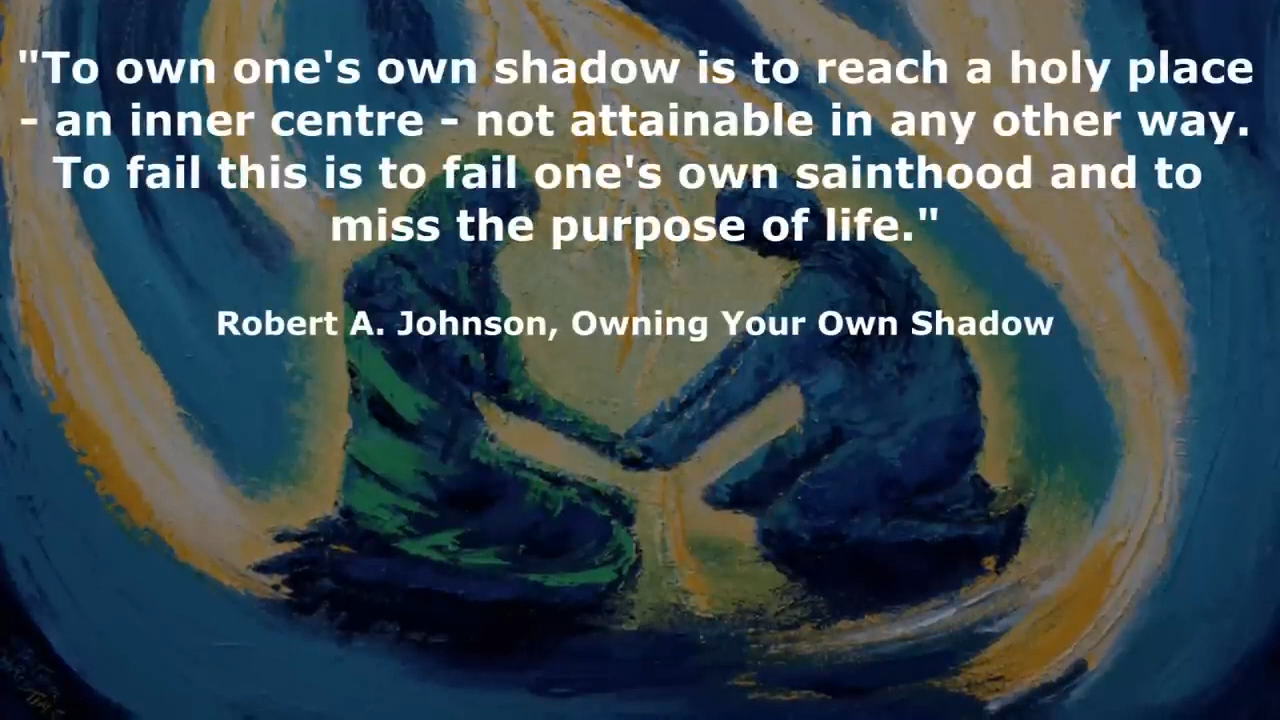 "To own one's own shadow is to reach a holy place
- an inner centre - not attainable in any other way.
To fail this is to fail one's own sainthood and to
miss the purpose of life."
Robert A. Johnson, Owning Your Own Shadow